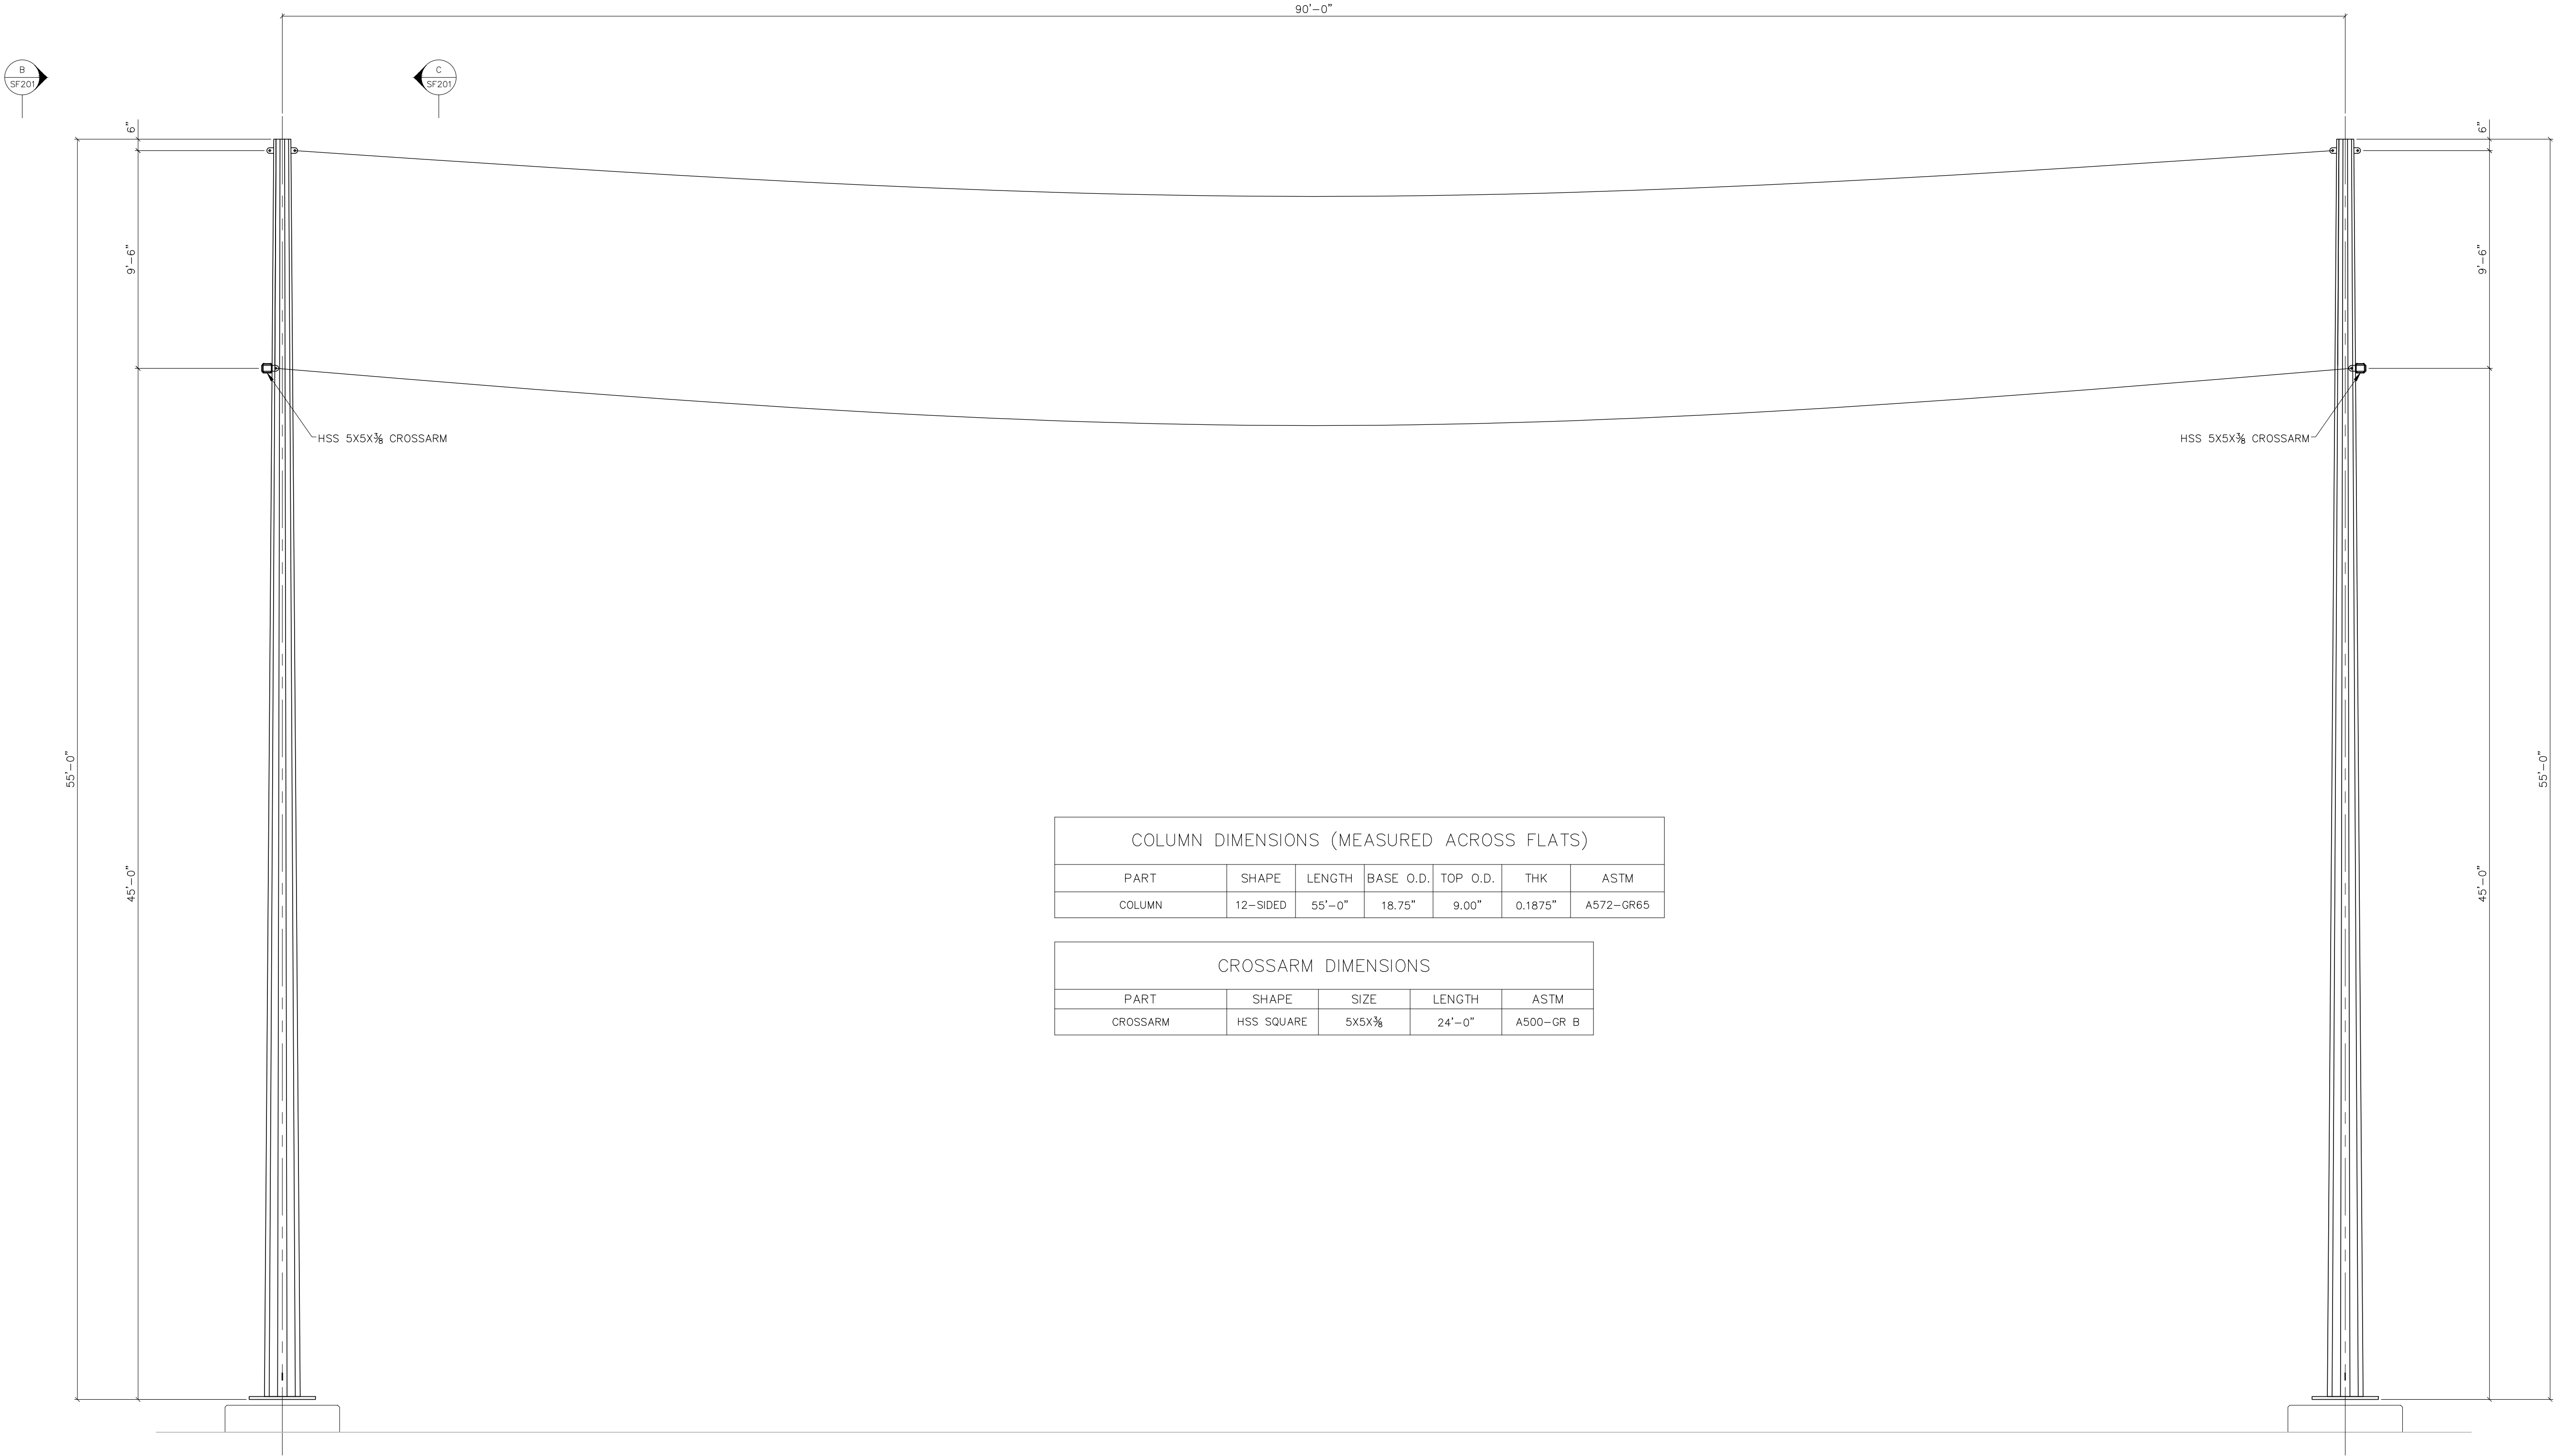 90'-0"
B
SF201
C
SF201
6"
6"
9'-6"
9'-6"
HSS 5X5X⅜ CROSSARM
HSS 5X5X⅜ CROSSARM
55'-0"
55'-0"
45'-0"
45'-0"
COLUMN DIMENSIONS (MEASURED ACROSS FLATS)
PART SHAPE LENGTH BASE O.D. TOP O.D. THK ASTM
COLUMN 12-SIDED 55'-0" 18.75" 9.00" 0.1875" A572-GR65
CROSSARM DIMENSIONS
PART SHAPE SIZE LENGTH ASTM
CROSSARM HSS SQUARE 5X5X⅜ 24'-0" A500-GR B